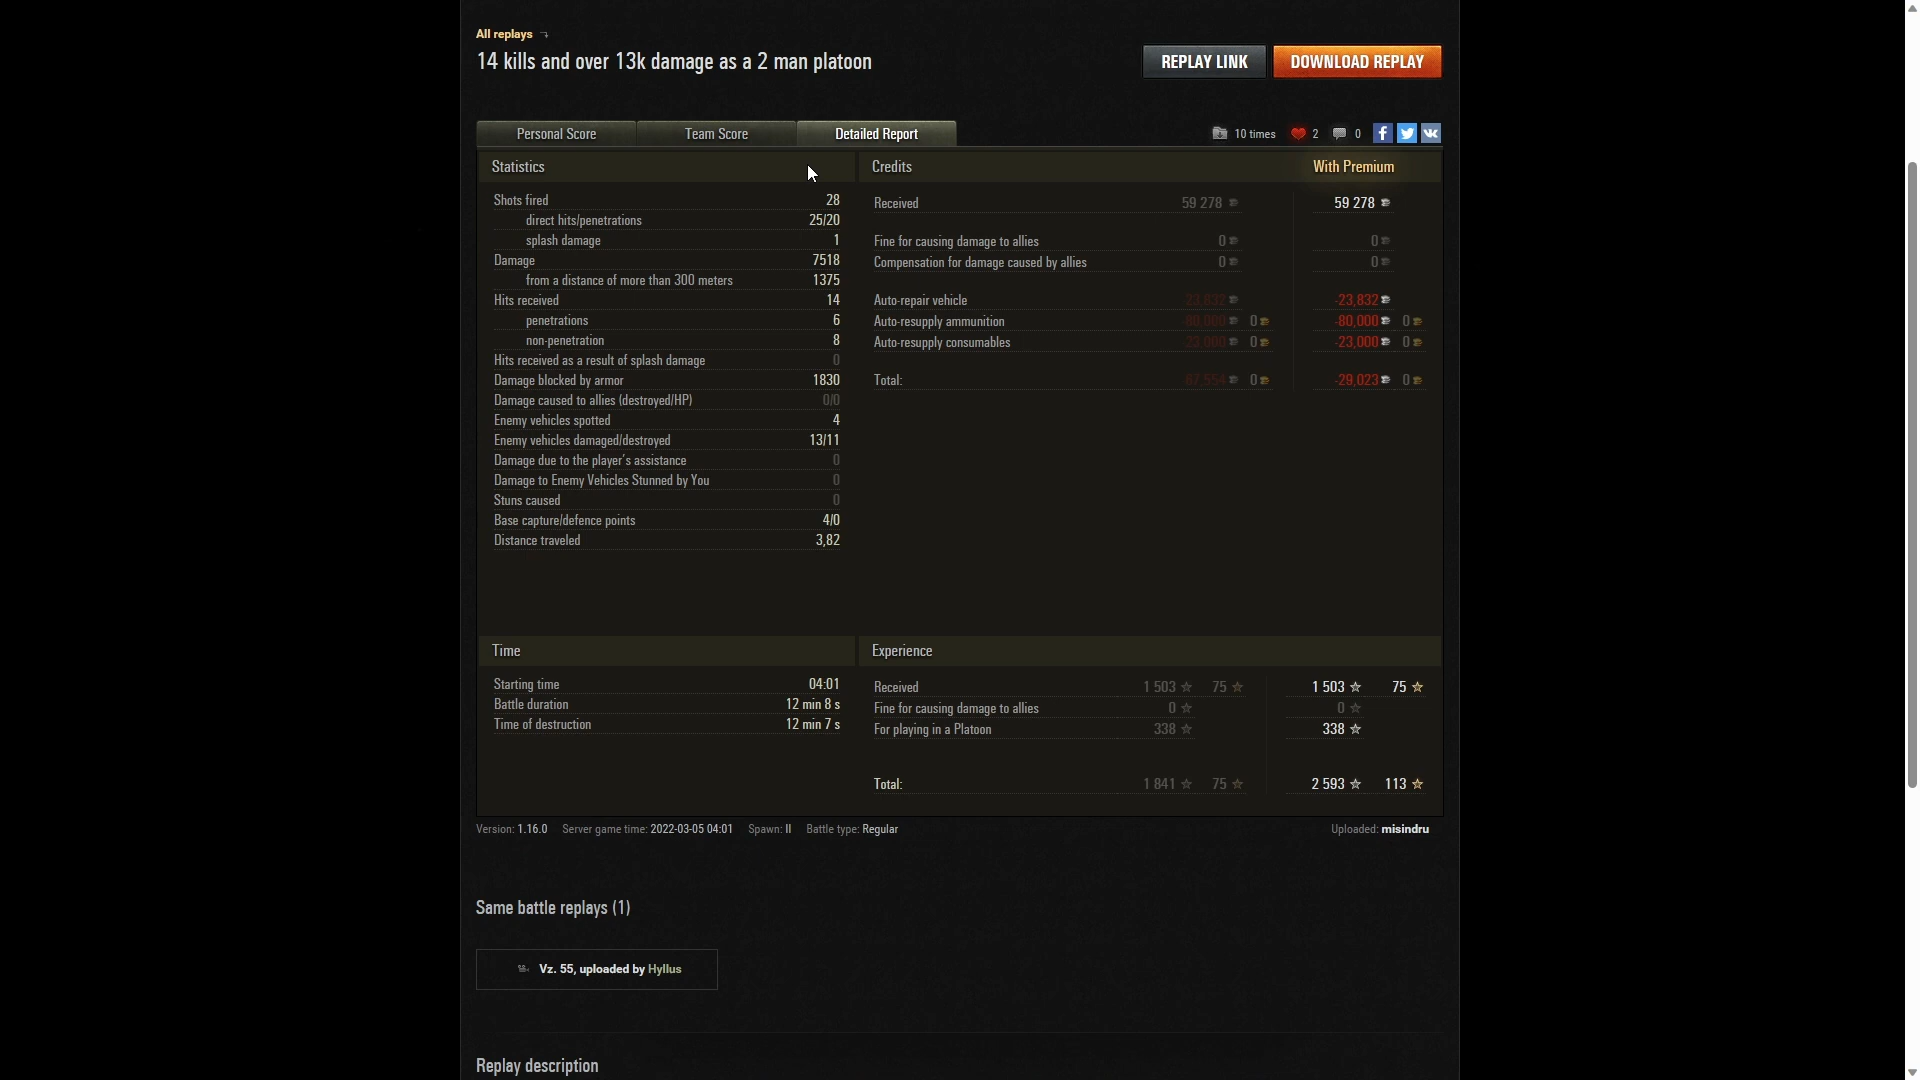 All replays
14 kills and over 13k damage as a 2 man platoon
REPLAY LINK DOWNLOAD REPLAY
Personal Score Team Score Detailed Report 10 times 2 0
Statistics Credits With Premium
Shots fired 28
direct hits/penetrations 25/20
splash damage 1
Damage 7518
from a distance of more than 300 meters 1375
Hits received 14
penetrations 6
non-penetration 8
Hits received as a result of splash damage 0
Damage blocked by armor 1830
Damage caused to allies (destroyed/HP) 0/0
Enemy vehicles spotted 4
Enemy vehicles damaged/destroyed 13/11
Damage due to the player's assistance 0
Damage to Enemy Vehicles Stunned by You 0
Stuns caused 0
Base capture/defence points 4/0
Distance traveled 3,82
Received 59 278 59 278
Fine for causing damage to allies 0 0
Compensation for damage caused by allies 0 0
Auto-repair vehicle -23,832 -23,832
Auto-resupply ammunition -80,000 0 -80,000 0
Auto-resupply consumables -23,000 0 -23,000 0
Total: -67,554 0 -29,023 0
Time Experience
Starting time 04:01
Battle duration 12 min 8 s
Time of destruction 12 min 7 s
Received 1 503 75 1 503 75
Fine for causing damage to allies 0 0
For playing in a Platoon 338 338
Total: 1 841 75 2 593 113
Version: 1.16.0 Server game time: 2022-03-05 04:01 Spawn: II Battle type: Regular Uploaded: misindru
Same battle replays (1)
Vz. 55, uploaded by Hyllus
Replay description